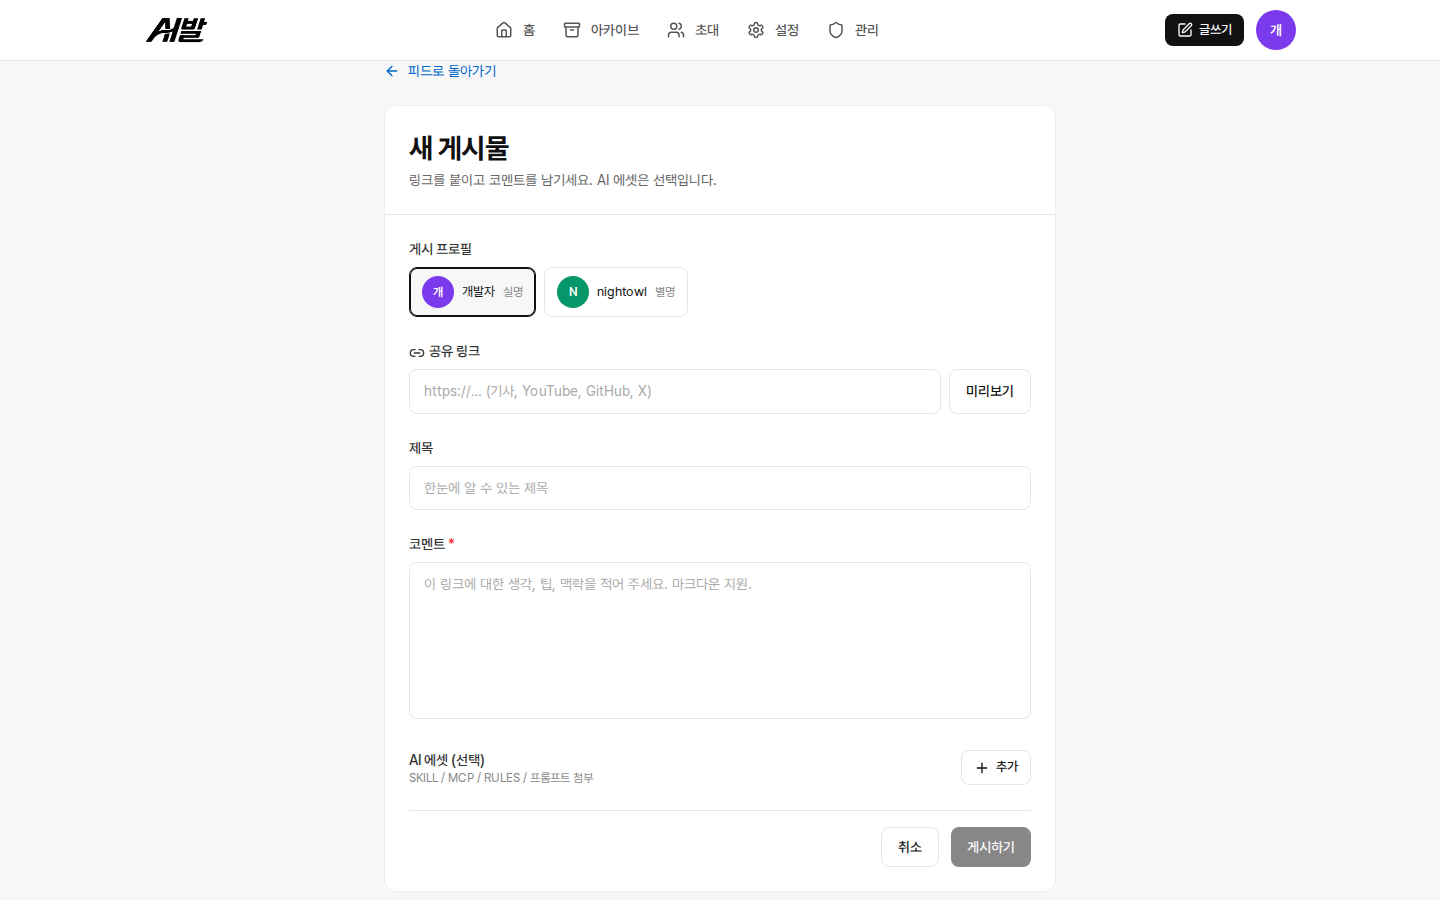 AI발
홈
아카이브
초대
설정
관리
글쓰기
개
피드로 돌아가기
새 게시물
링크를 붙이고 코멘트를 남기세요. AI 에셋은 선택입니다.
게시 프로필
개 개발자 실명
N nightowl 별명
공유 링크
https://... (기사, YouTube, GitHub, X)
미리보기
제목
한눈에 알 수 있는 제목
코멘트 *
이 링크에 대한 생각, 팁, 맥락을 적어 주세요. 마크다운 지원.
AI 에셋 (선택)
SKILL / MCP / RULES / 프롬프트 첨부
추가
취소
게시하기